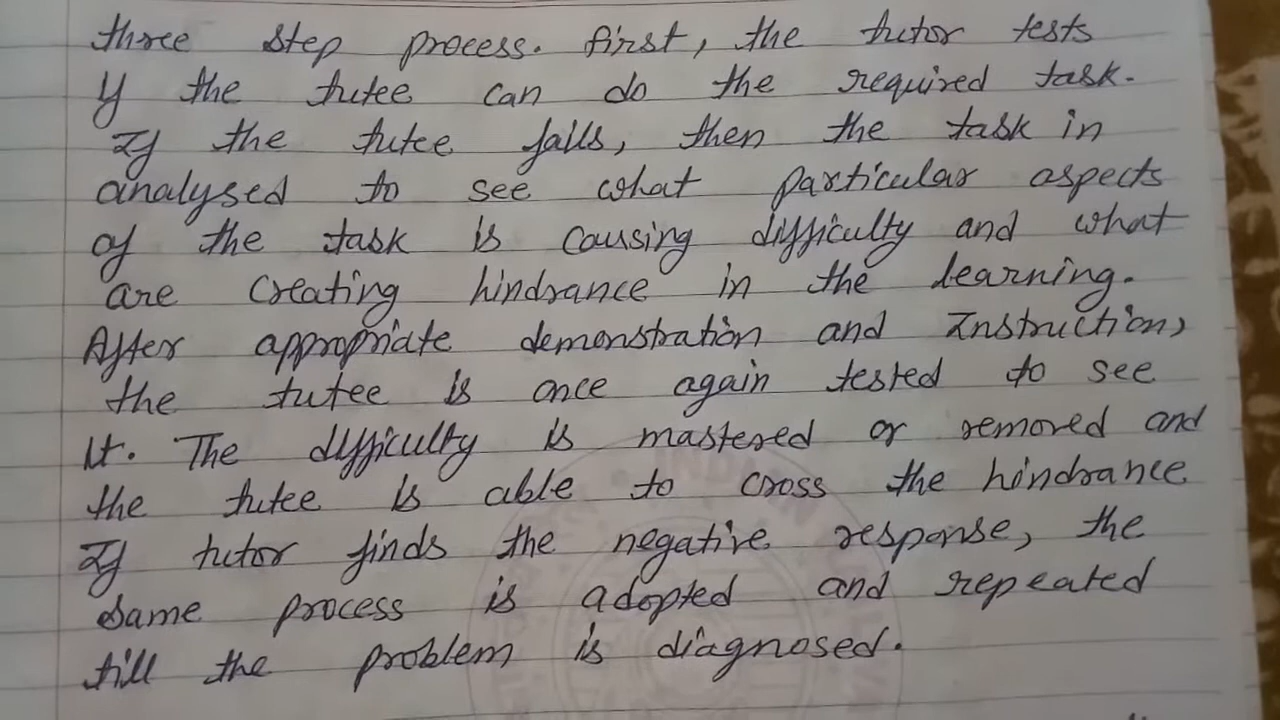 three step process. first, the tutor tests
if the tutee can do the required task.
If the tutee falls, then the task in
analysed to see what particular aspects
of the task is causing difficulty and what
are creating hindrance in the learning.
After appropriate demonstration and Instruction,
the tutee is once again tested to see
It. The difficulty is mastered or removed and
the tutee is able to cross the hindrance
If tutor finds the negative response, the
same process is adopted and repeated
till the problem is diagnosed.
INDIAN